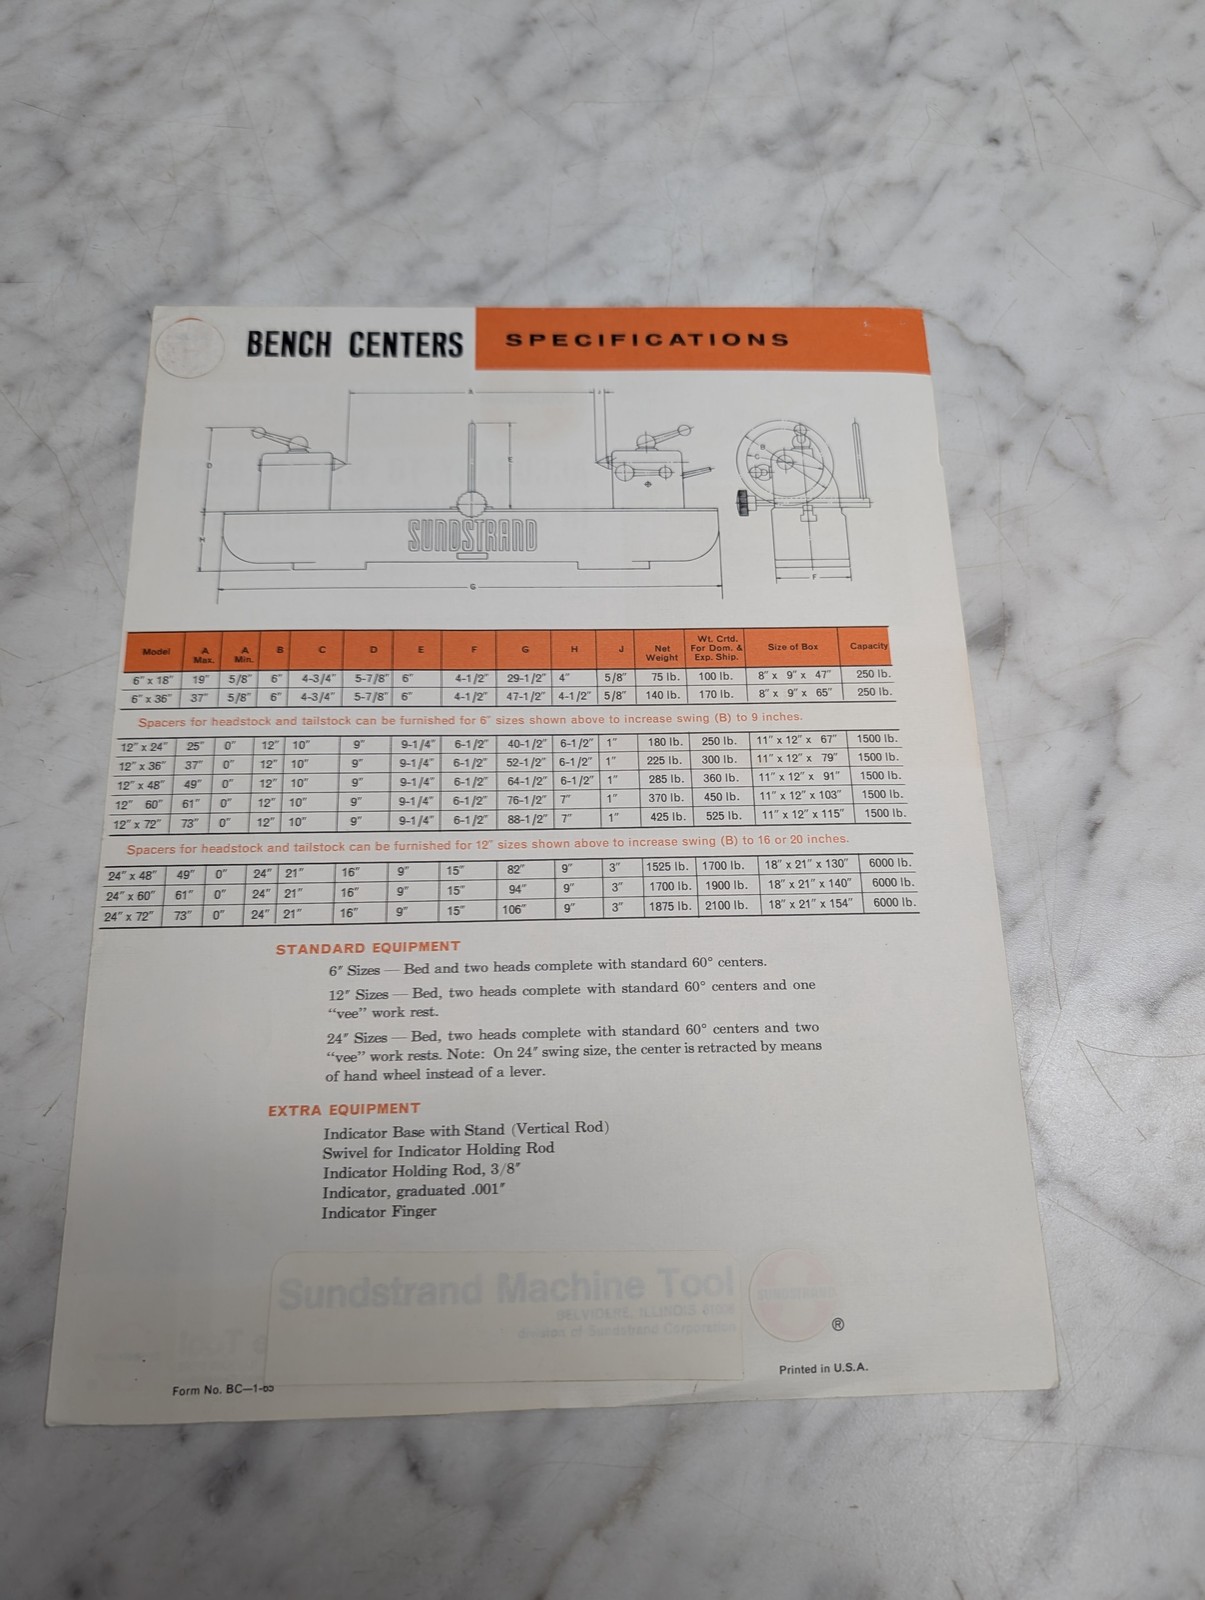 BENCH CENTERS SPECIFICATIONS
A J
D E B C
SUNDSTRAND
G F
Model A Max. A Min. B C D E F G H J Net Weight Wt. Crtd. For Dom. & Exp. Ship. Size of Box Capacity
6" x 18" 19" 5/8" 6" 4-3/4" 5-7/8" 6" 4-1/2" 29-1/2" 4" 5/8" 75 lb. 100 lb. 8" x 9" x 47" 250 lb.
6" x 36" 37" 5/8" 6" 4-3/4" 5-7/8" 6" 4-1/2" 47-1/2" 4-1/2" 5/8" 140 lb. 170 lb. 8" x 9" x 65" 250 lb.
Spacers for headstock and tailstock can be furnished for 6" sizes shown above to increase swing (B) to 9 inches.
12" x 24" 25" 0" 12" 10" 9" 9-1/4" 6-1/2" 40-1/2" 6-1/2" 1" 180 lb. 250 lb. 11" x 12" x 67" 1500 lb.
12" x 36" 37" 0" 12" 10" 9" 9-1/4" 6-1/2" 52-1/2" 6-1/2" 1" 225 lb. 300 lb. 11" x 12" x 79" 1500 lb.
12" x 48" 49" 0" 12" 10" 9" 9-1/4" 6-1/2" 64-1/2" 6-1/2" 1" 285 lb. 360 lb. 11" x 12" x 91" 1500 lb.
12" 60" 61" 0" 12" 10" 9" 9-1/4" 6-1/2" 76-1/2" 7" 1" 370 lb. 450 lb. 11" x 12" x 103" 1500 lb.
12" x 72" 73" 0" 12" 10" 9" 9-1/4" 6-1/2" 88-1/2" 7" 1" 425 lb. 525 lb. 11" x 12" x 115" 1500 lb.
Spacers for headstock and tailstock can be furnished for 12" sizes shown above to increase swing (B) to 16 or 20 inches.
24" x 48" 49" 0" 24" 21" 16" 9" 15" 82" 9" 3" 1525 lb. 1700 lb. 18" x 21" x 130" 6000 lb.
24" x 60" 61" 0" 24" 21" 16" 9" 15" 94" 9" 3" 1700 lb. 1900 lb. 18" x 21" x 140" 6000 lb.
24" x 72" 73" 0" 24" 21" 16" 9" 15" 106" 9" 3" 1875 lb. 2100 lb. 18" x 21" x 154" 6000 lb.
STANDARD EQUIPMENT
6" Sizes — Bed and two heads complete with standard 60° centers.
12" Sizes — Bed, two heads complete with standard 60° centers and one
"vee" work rest.
24" Sizes — Bed, two heads complete with standard 60° centers and two
"vee" work rests. Note: On 24" swing size, the center is retracted by means
of hand wheel instead of a lever.
EXTRA EQUIPMENT
Indicator Base with Stand (Vertical Rod)
Swivel for Indicator Holding Rod
Indicator Holding Rod, 3/8"
Indicator, graduated .001"
Indicator Finger
Sundstrand Machine Tool
BELVIDERE, ILLINOIS 61008
division of Sundstrand Corporation
SUNDSTRAND
®
Form No. BC—1-65
Printed in U.S.A.